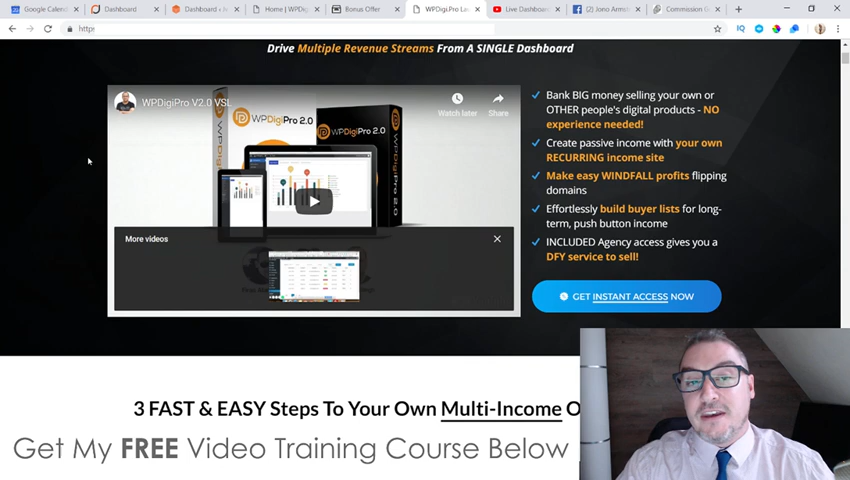 Google Calend
Dashboard
Dashboard
Home | WPDig
Bonus Offer
WPDigi.Pro La
Live Dashboar
(2) Jono Arms
Commission G
http
Drive Multiple Revenue Streams From A SINGLE Dashboard
WPDigiPro V2.0 VSL
Watch later
Share
WPDigiPro 2.0
WPDigiPro 2.0
More videos
Bank BIG money selling your own or
OTHER people's digital products - NO
experience needed!
Create passive income with your own
RECURRING income site
Make easy WINDFALL profits flipping
domains
Effortlessly build buyer lists for long-
term, push button income
INCLUDED Agency access gives you a
DFY service to sell!
GET INSTANT ACCESS NOW
3 FAST & EASY Steps To Your Own Multi-Income O
Get My FREE Video Training Course Below